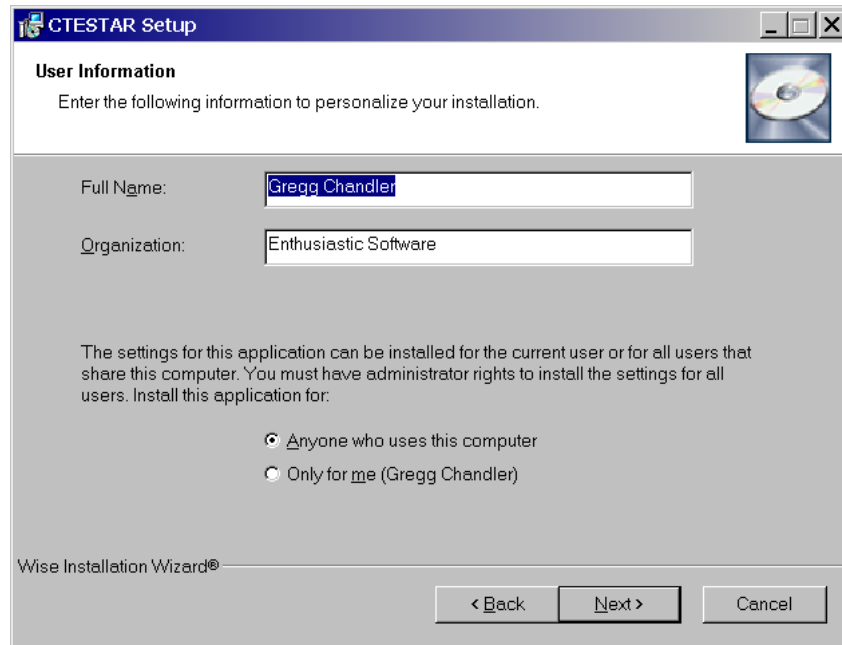 CTESTAR Setup
User Information
Enter the following information to personalize your installation.
Full Name:
Gregg Chandler
Organization:
Enthusiastic Software
The settings for this application can be installed for the current user or for all users that
share this computer. You must have administrator rights to install the settings for all
users. Install this application for:
Anyone who uses this computer
Only for me (Gregg Chandler)
Wise Installation Wizard®
< Back
Next >
Cancel